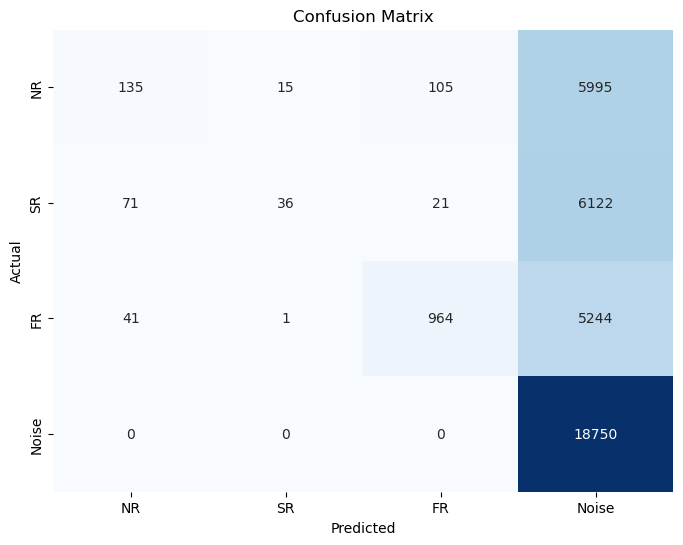 Confusion Matrix
NR 135 15 105 5995
SR 71 36 21 6122
Actual
FR 41 1 964 5244
Noise 0 0 0 18750
NR SR FR Noise
Predicted